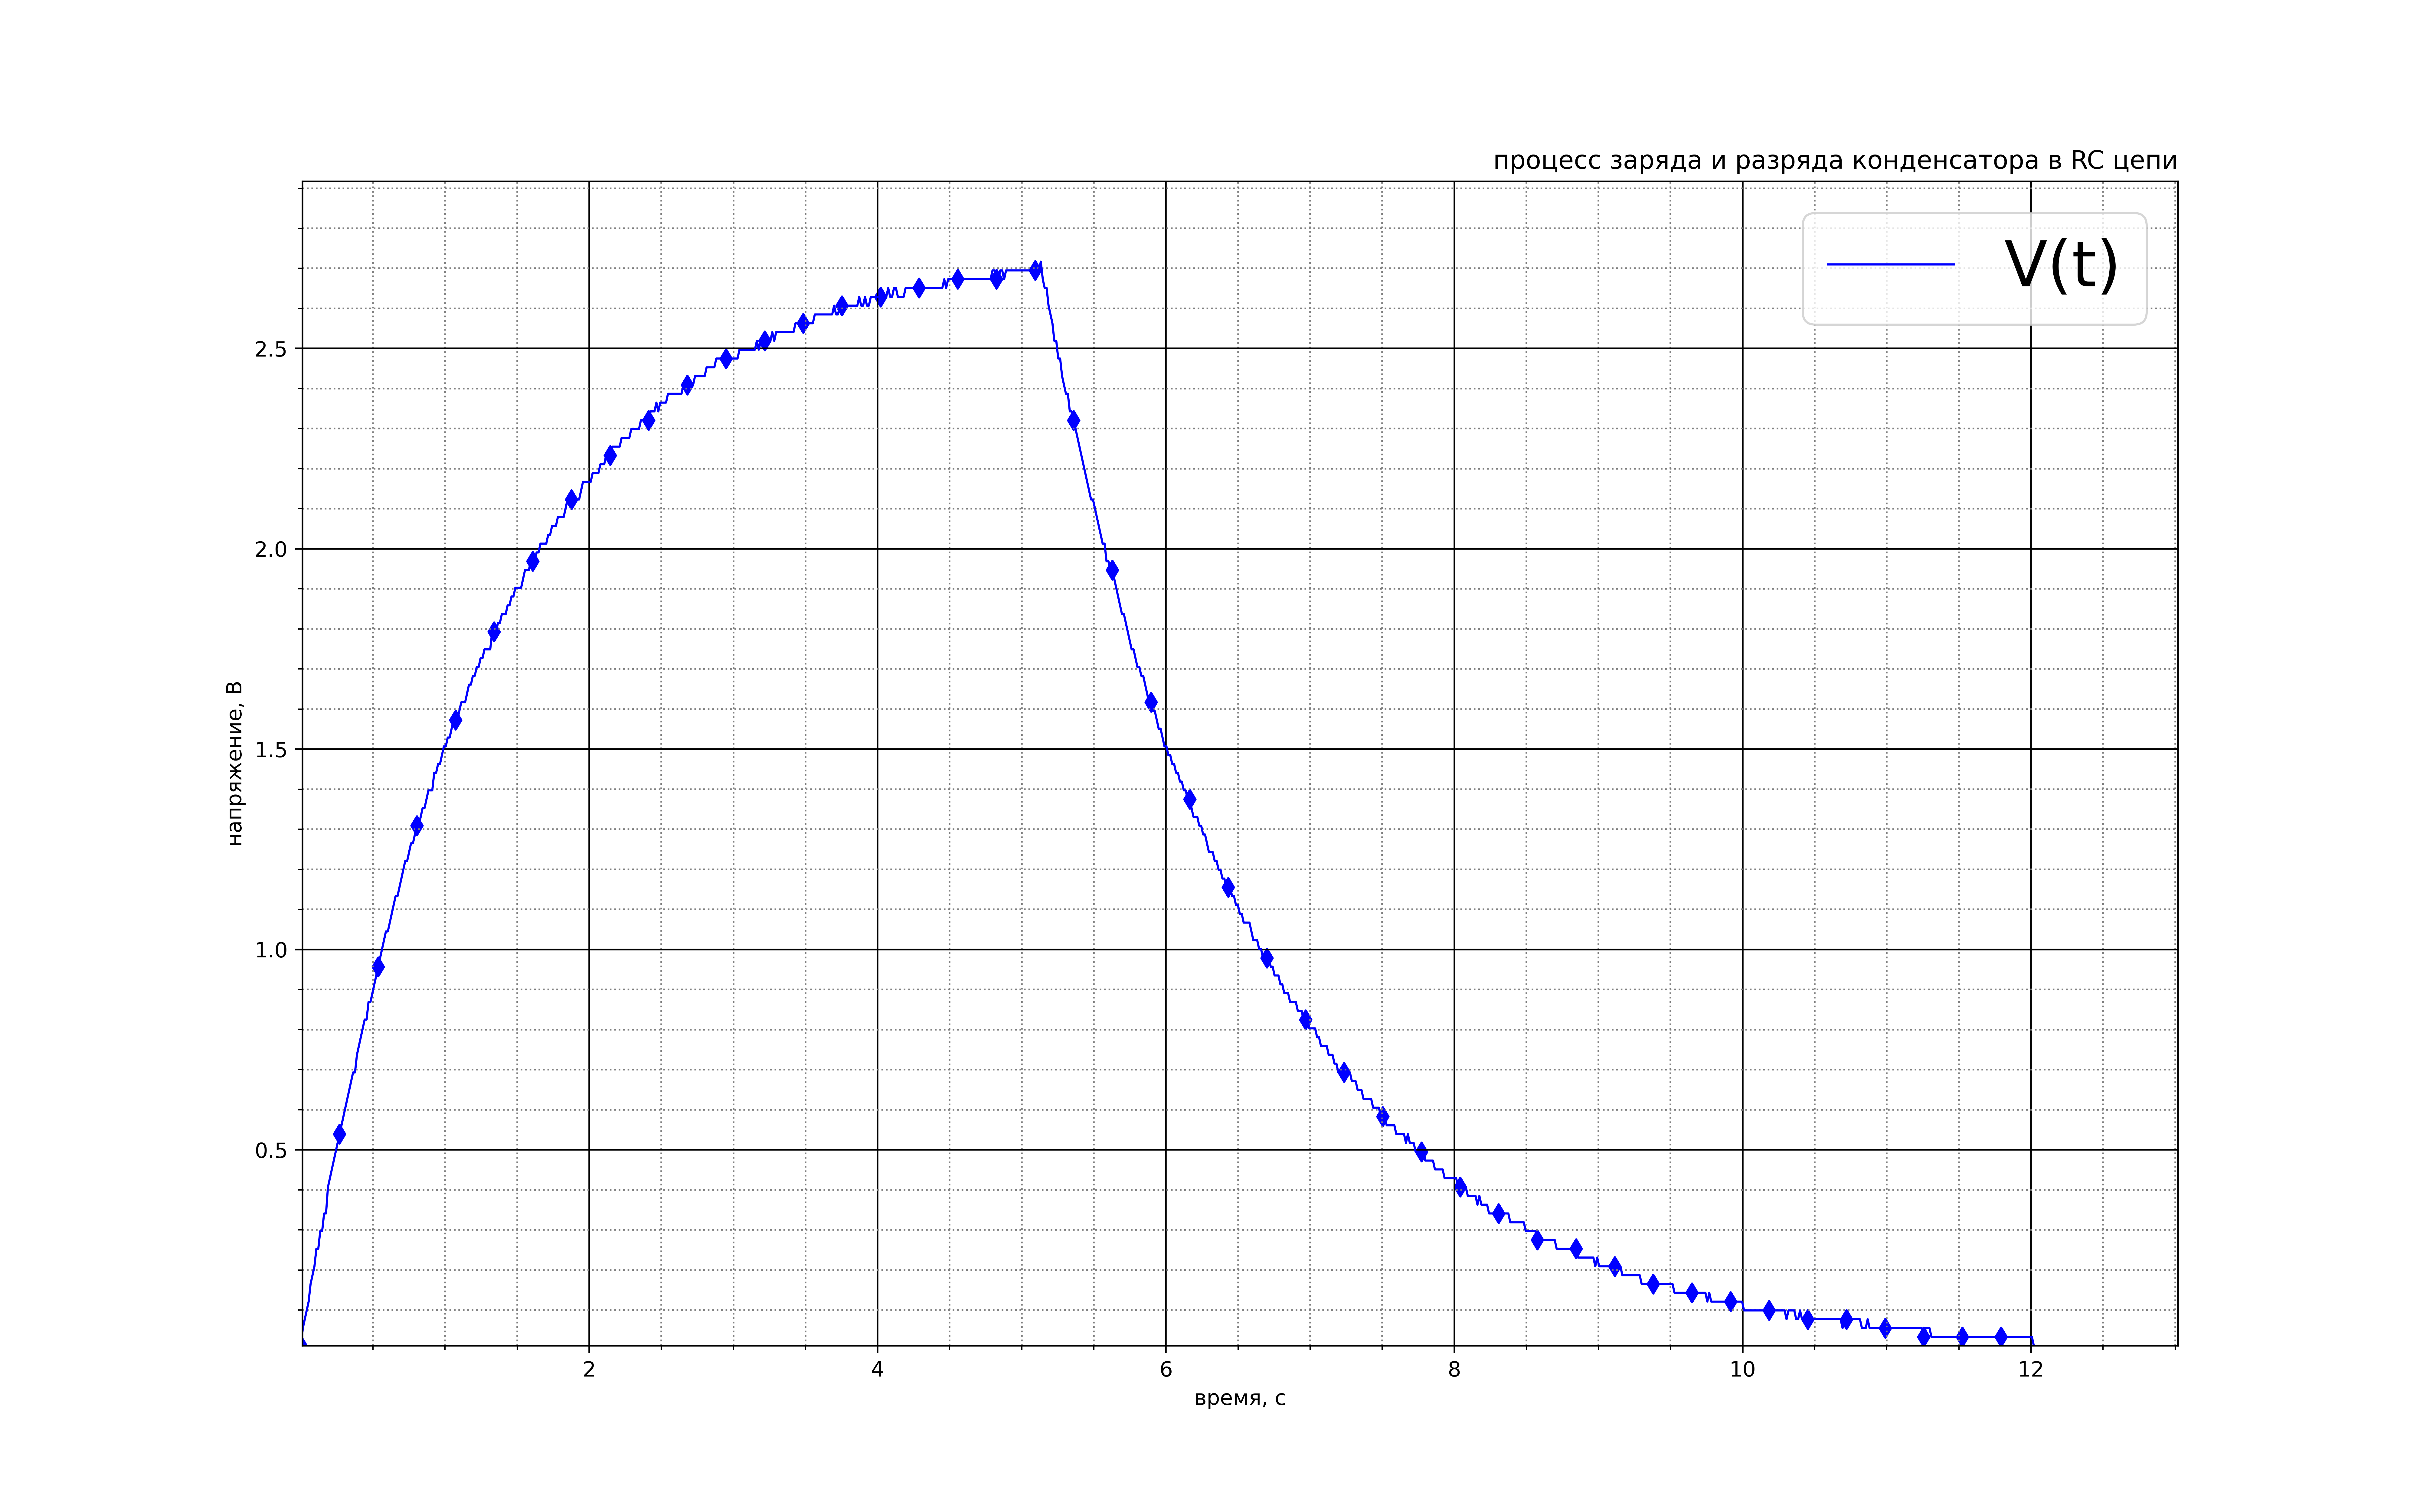 процесс заряда и разряда конденсатора в RC цепи
V(t)
2.5
2.0
1.5
1.0
0.5
напряжение, В
2 4 6 8 10 12
время, с